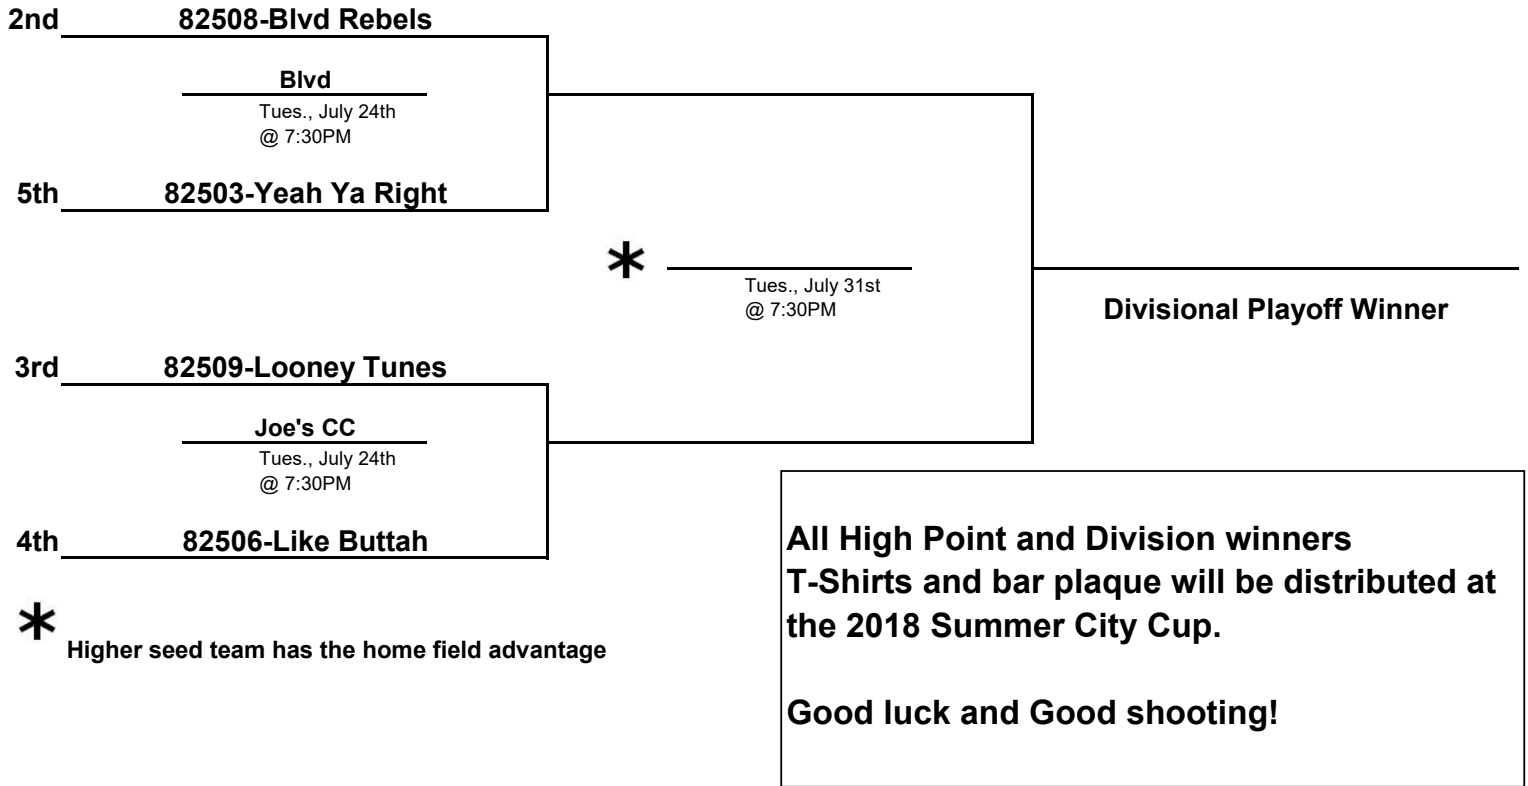 2nd 82508-Blvd Rebels
Blvd
Tues., July 24th
@ 7:30PM
5th 82503-Yeah Ya Right
*
Tues., July 31st
@ 7:30PM
Divisional Playoff Winner
3rd 82509-Looney Tunes
Joe's CC
Tues., July 24th
@ 7:30PM
4th 82506-Like Buttah
* Higher seed team has the home field advantage
All High Point and Division winners
T-Shirts and bar plaque will be distributed at
the 2018 Summer City Cup.
Good luck and Good shooting!